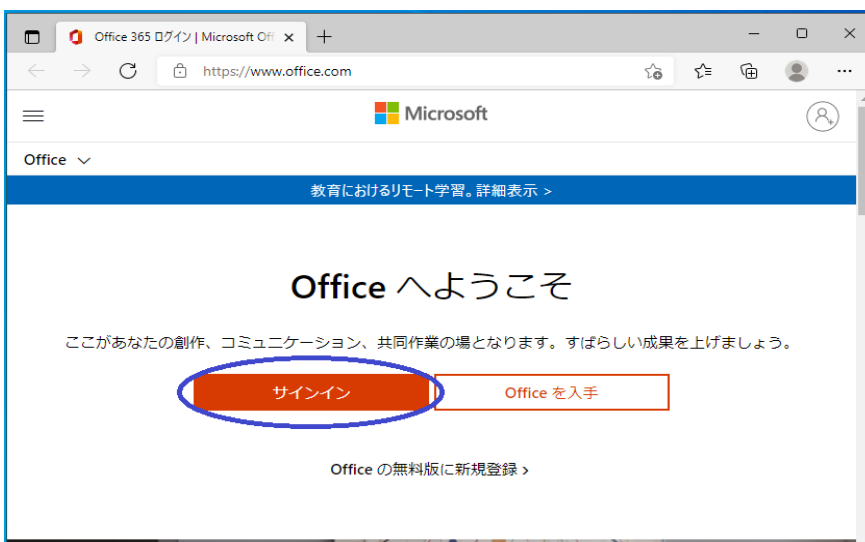 Office 365 ログイン | Microsoft Off
https://www.office.com
Microsoft
Office
教育におけるリモート学習。詳細表示 >
Office へようこそ
ここがあなたの創作、コミュニケーション、共同作業の場となります。すばらしい成果を上げましょう。
サインイン
Office を入手
Office の無料版に新規登録 >